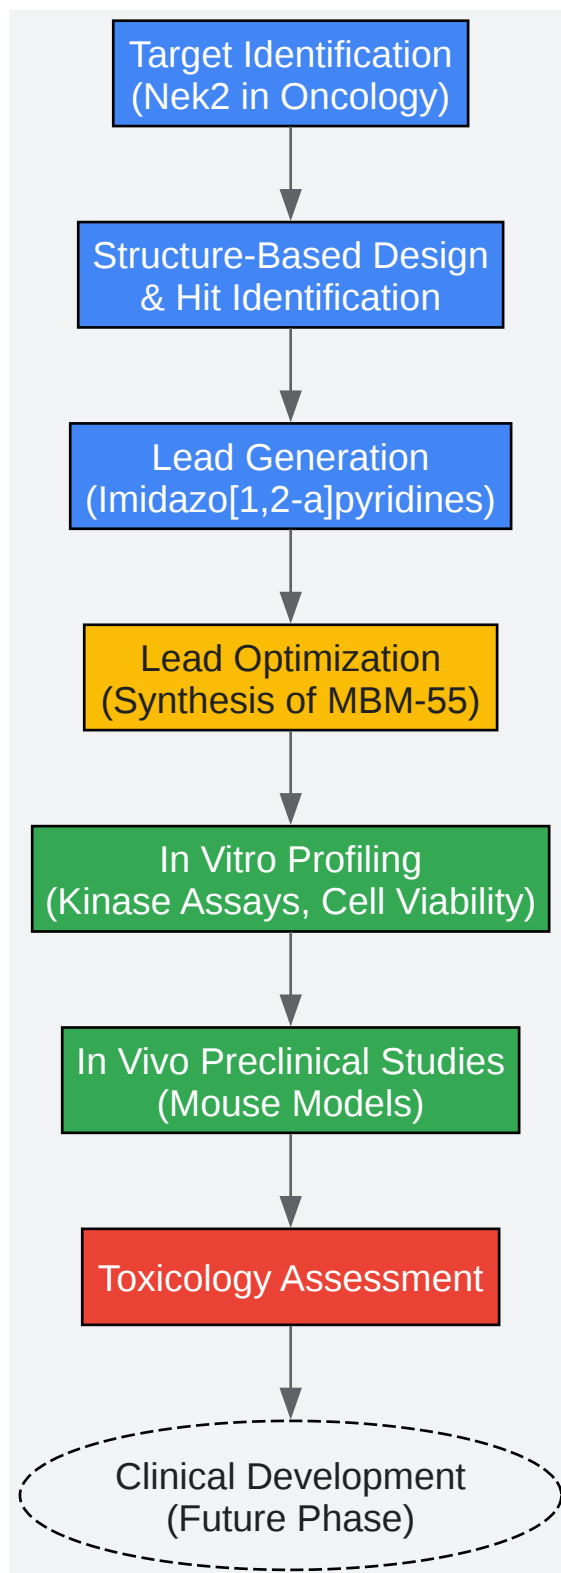 Target Identification
(Nek2 in Oncology)
Structure-Based Design
& Hit Identification
Lead Generation
(Imidazo[1,2-a]pyridines)
Lead Optimization
(Synthesis of MBM-55)
In Vitro Profiling
(Kinase Assays, Cell Viability)
In Vivo Preclinical Studies
(Mouse Models)
Toxicology Assessment
Clinical Development
(Future Phase)